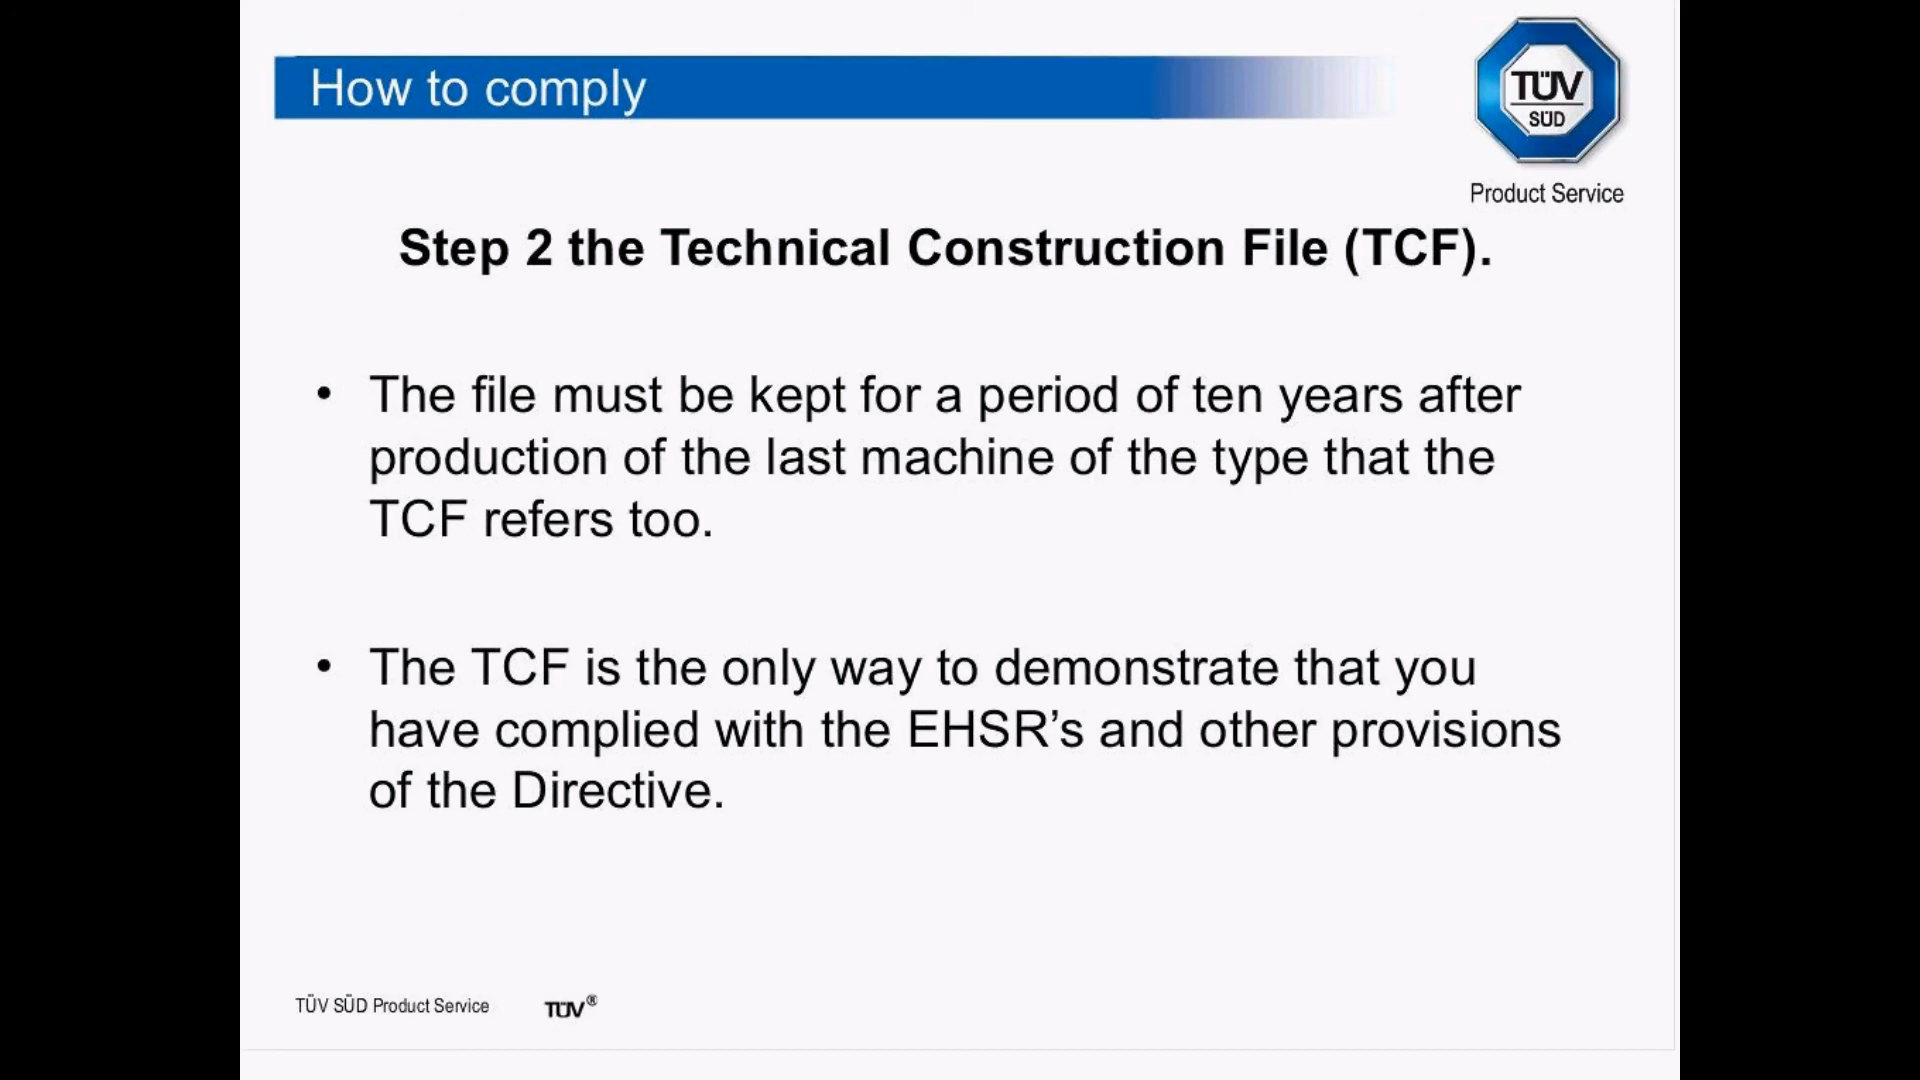 How to comply
TÜV
SÜD
Product Service
Step 2 the Technical Construction File (TCF).
• The file must be kept for a period of ten years after
production of the last machine of the type that the
TCF refers too.
• The TCF is the only way to demonstrate that you
have complied with the EHSR’s and other provisions
of the Directive.
TÜV SÜD Product Service TÜV®